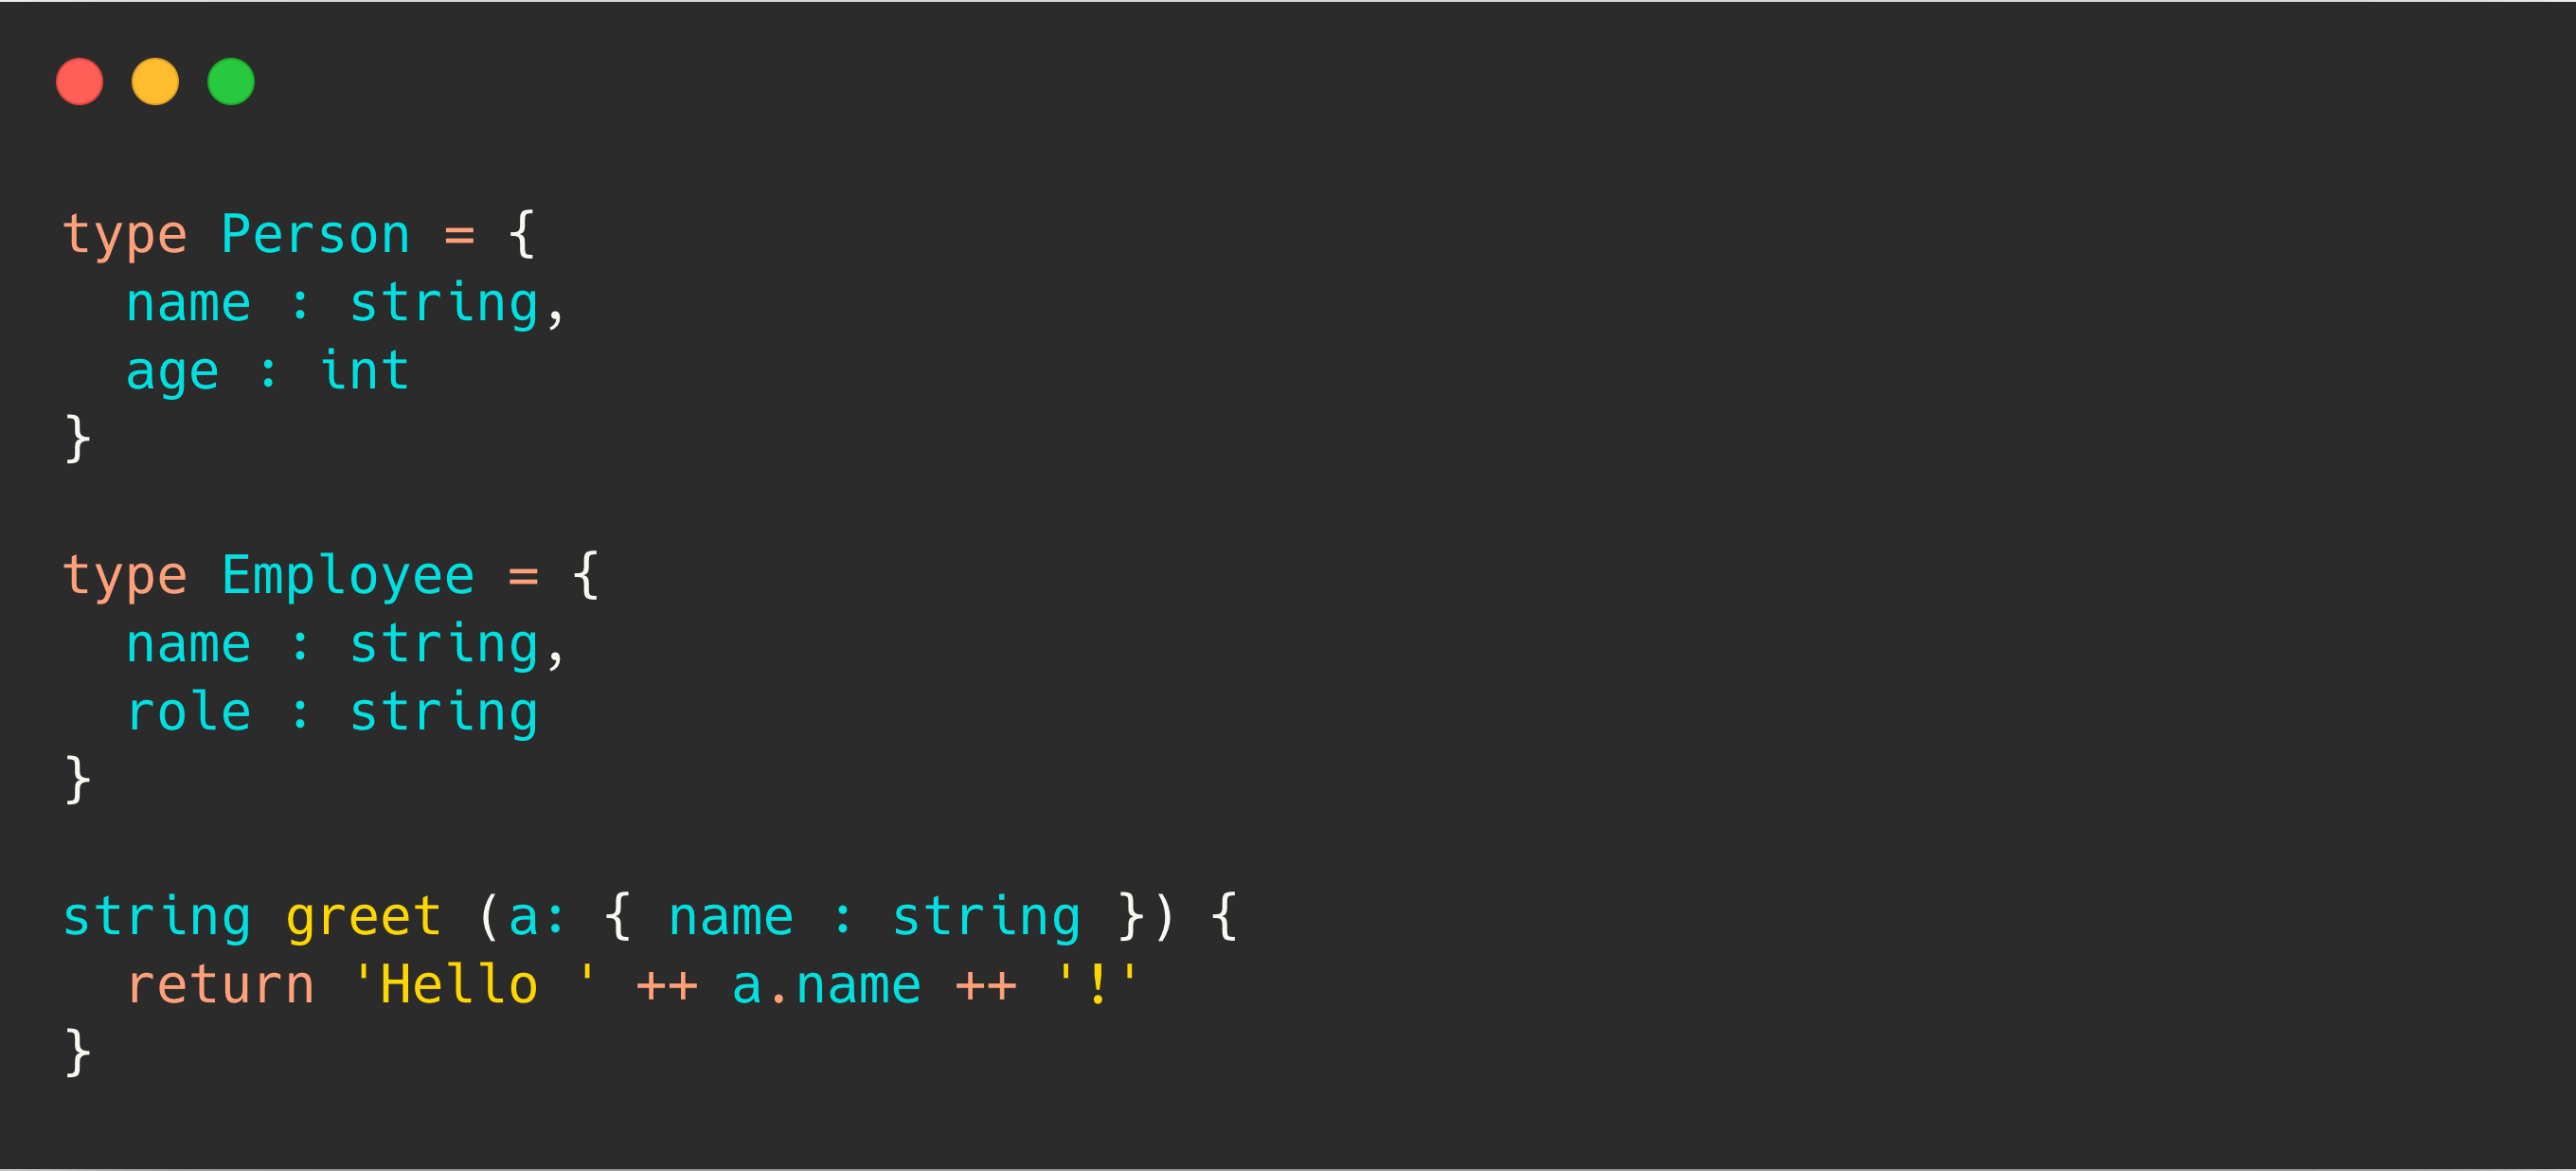 type Person = {
  name : string,
  age : int
}

type Employee = {
  name : string,
  role : string
}

string greet (a: { name : string }) {
  return 'Hello ' ++ a.name ++ '!'
}